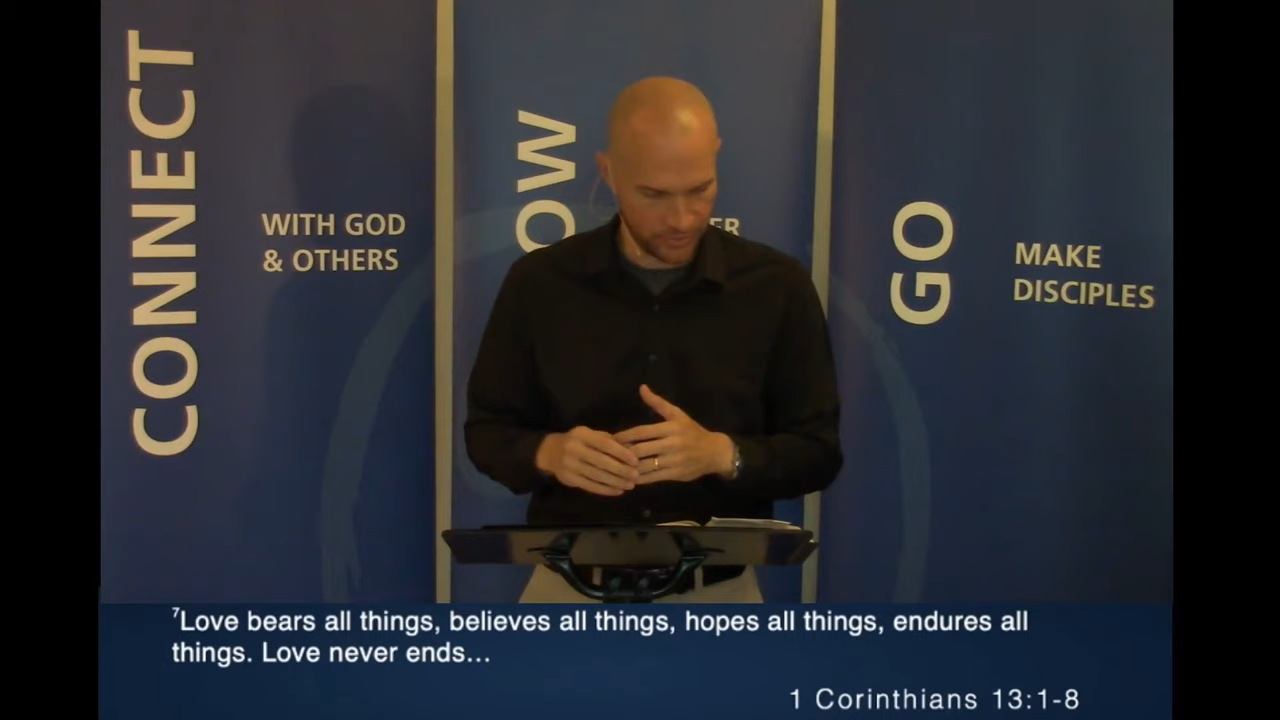 CONNECT
WITH GOD
& OTHERS
OW
ER
GO
MAKE
DISCIPLES
⁷Love bears all things, believes all things, hopes all things, endures all
things. Love never ends...
1 Corinthians 13:1-8